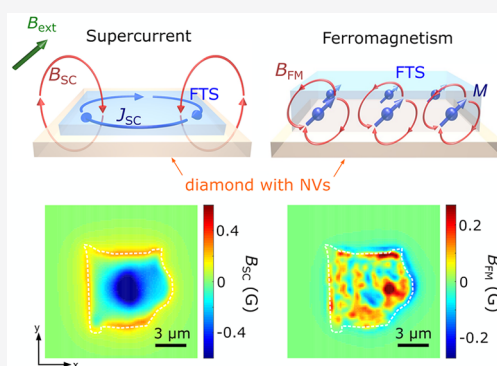 Supercurrent
Ferromagnetism
B_ext
B_SC
FTS
J_SC
B_FM
FTS
M
diamond with NVs
0.4
0
-0.4
B_SC (G)
3 μm
y
x
0.2
0
-0.2
B_FM (G)
3 μm